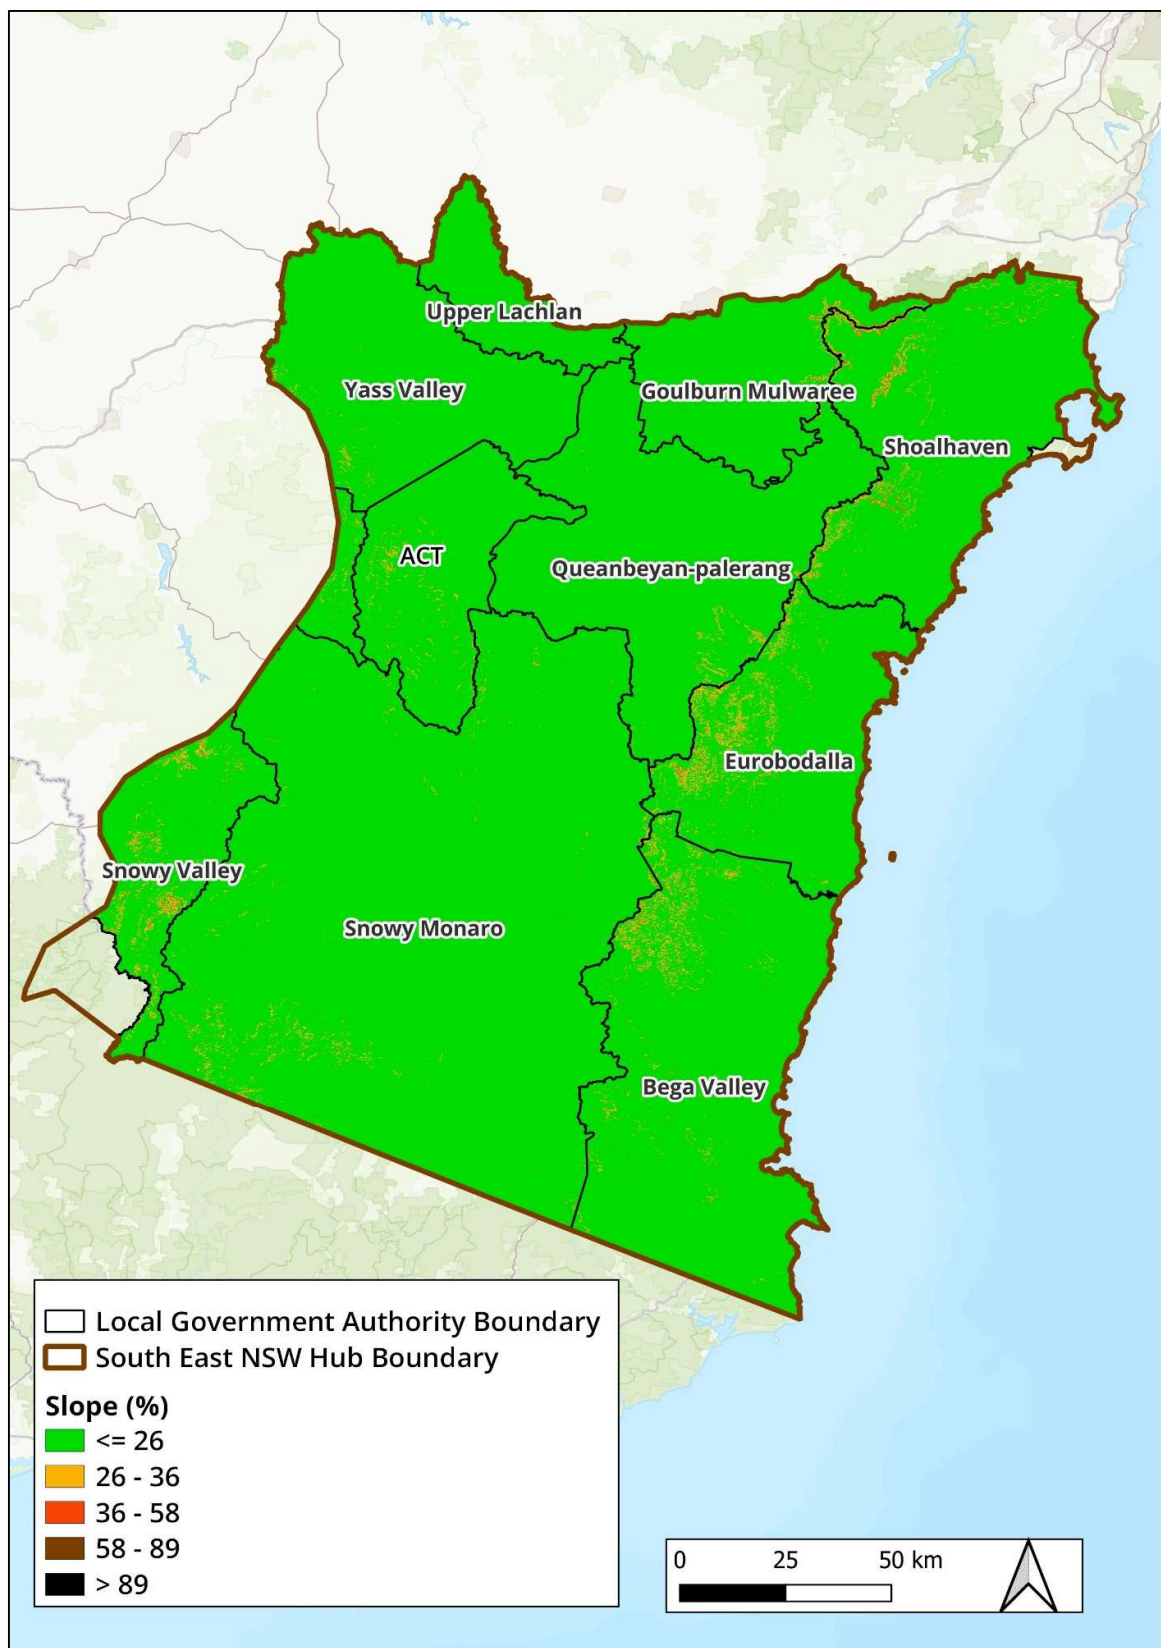 Upper Lachlan
Yass Valley
Goulburn Mulwaree
Shoalhaven
ACT
Queanbeyan-palerang
Eurobodalla
Snowy Valley
Snowy Monaro
Bega Valley
Local Government Authority Boundary
South East NSW Hub Boundary
Slope (%)
<= 26
26 - 36
36 - 58
58 - 89
> 89
0 25 50 km